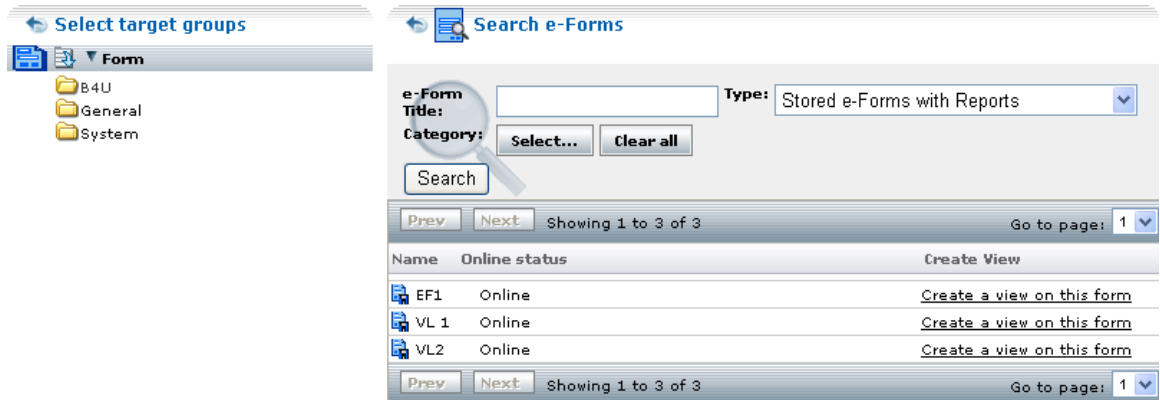 Select target groups
Form
B4U
General
System
Search e-Forms
e-Form Title:
Type: Stored e-Forms with Reports
Category: Select... Clear all
Search
Prev Next Showing 1 to 3 of 3 Go to page: 1
Name Online status Create View
EF1 Online Create a view on this form
VL 1 Online Create a view on this form
VL2 Online Create a view on this form
Prev Next Showing 1 to 3 of 3 Go to page: 1